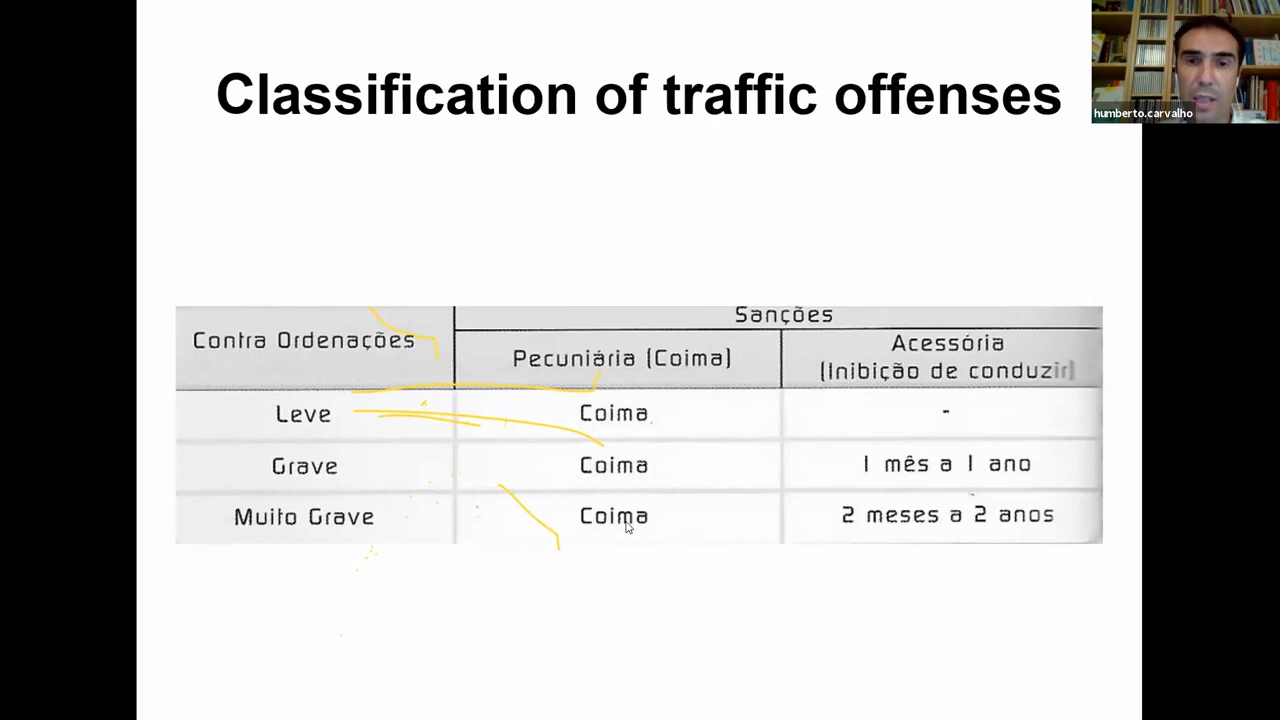 Classification of traffic offenses
humberto.carvalho
Sanções
Contra Ordenações
Pecuniária (Coima)
Acessória
(Inibição de conduzir)
Leve
Coima
-
Grave
Coima
1 mês a 1 ano
Muito Grave
Coima
2 meses a 2 anos